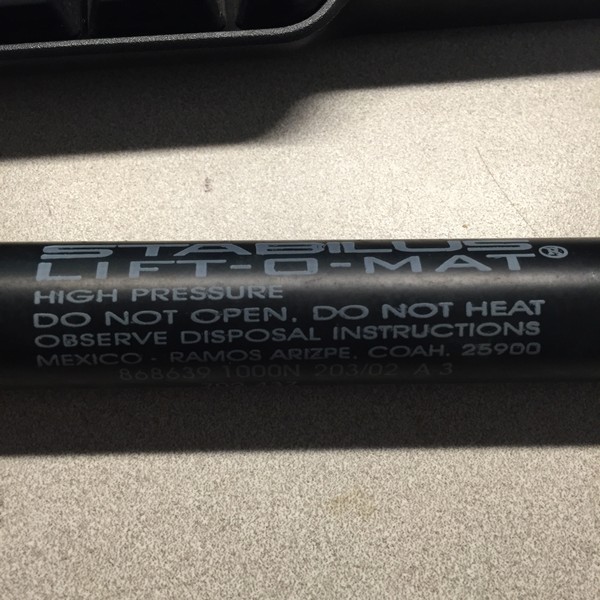 STABILUS
LIFT-O-MAT ®
HIGH PRESSURE
DO NOT OPEN, DO NOT HEAT
OBSERVE DISPOSAL INSTRUCTIONS
MEXICO - RAMOS ARIZPE, COAH. 25900
868639 1000N 203/02 A 3